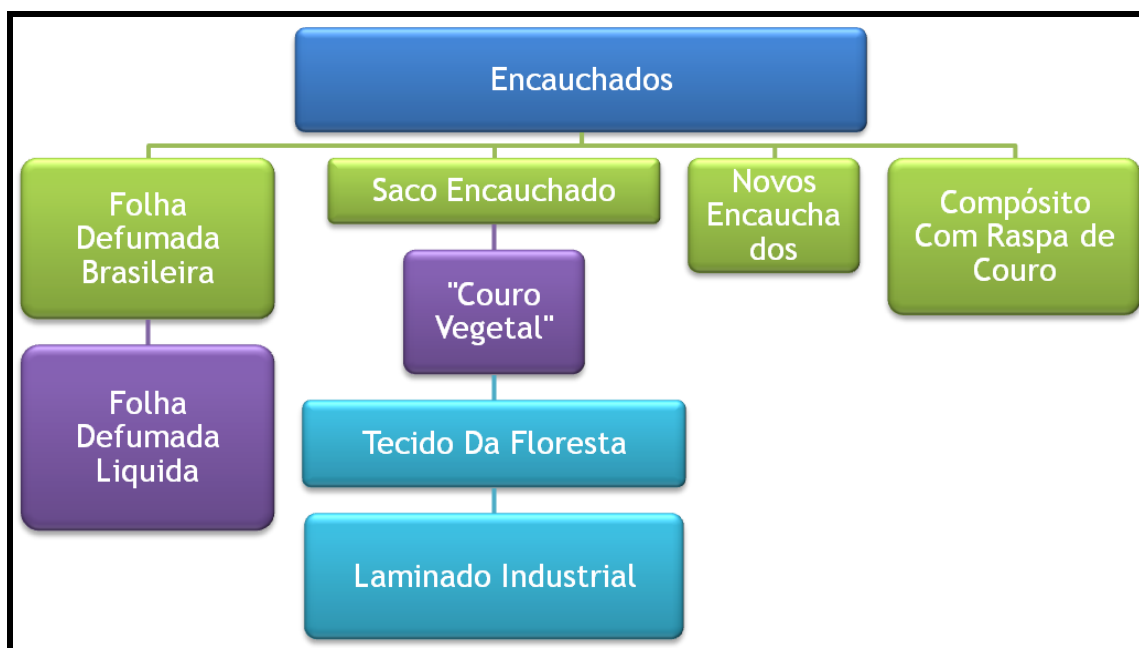 Encauchados
Folha
Defumada
Brasileira
Folha
Defumada
Liquida
Saco Encauchado
"Couro
Vegetal"
Tecido Da Floresta
Laminado Industrial
Novos
Encaucha
dos
Compósito
Com Raspa de
Couro